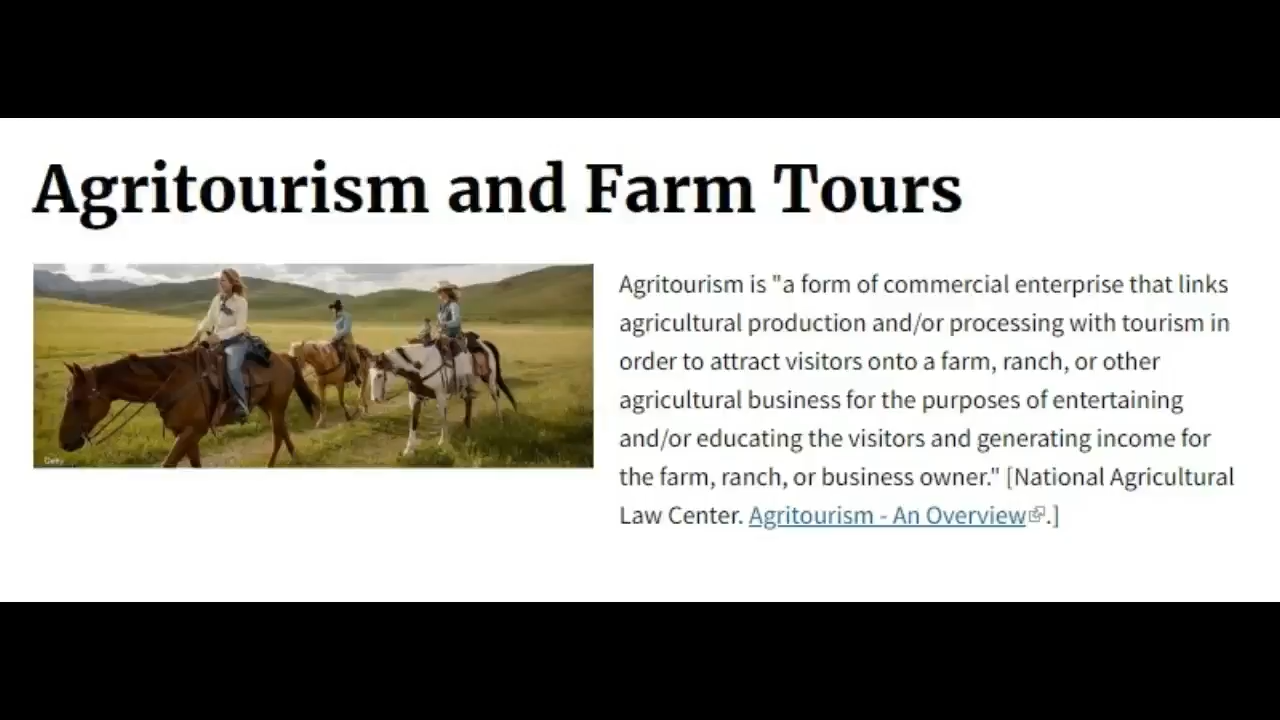 Agritourism and Farm Tours
Agritourism is "a form of commercial enterprise that links
agricultural production and/or processing with tourism in
order to attract visitors onto a farm, ranch, or other
agricultural business for the purposes of entertaining
and/or educating the visitors and generating income for
the farm, ranch, or business owner." [National Agricultural
Law Center. Agritourism - An Overview.]
Getty